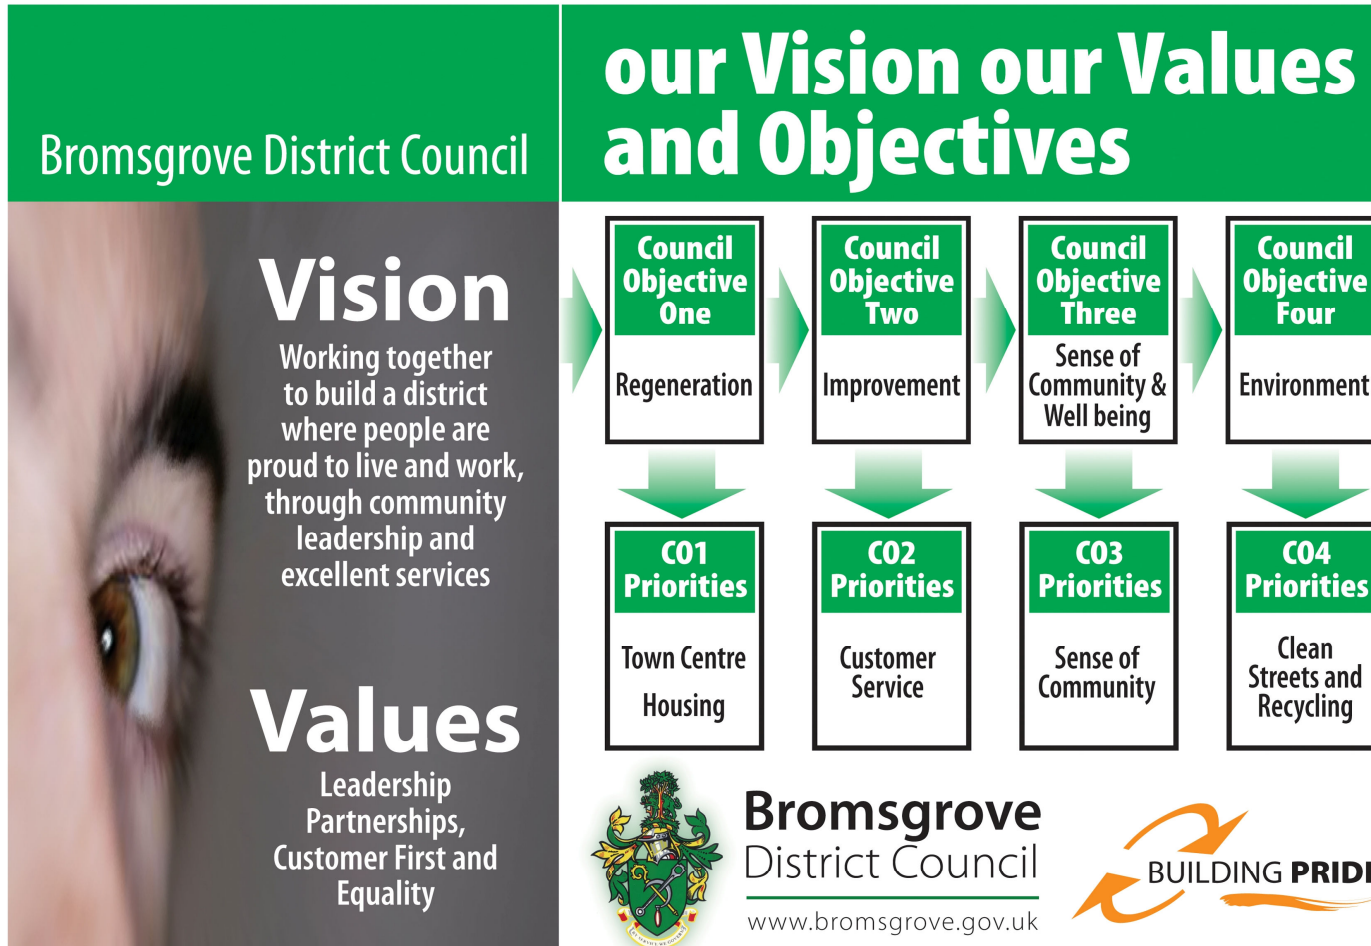 Bromsgrove District Council
our Vision our Values
and Objectives
Vision
Working together
to build a district
where people are
proud to live and work,
through community
leadership and
excellent services
Values
Leadership
Partnerships,
Customer First and
Equality
Council
Objective
One
Regeneration
Council
Objective
Two
Improvement
Council
Objective
Three
Sense of
Community &
Well being
Council
Objective
Four
Environment
CO1
Priorities
Town Centre
Housing
CO2
Priorities
Customer
Service
CO3
Priorities
Sense of
Community
CO4
Priorities
Clean
Streets and
Recycling
Bromsgrove
District Council
www.bromsgrove.gov.uk
BUILDING PRIDE